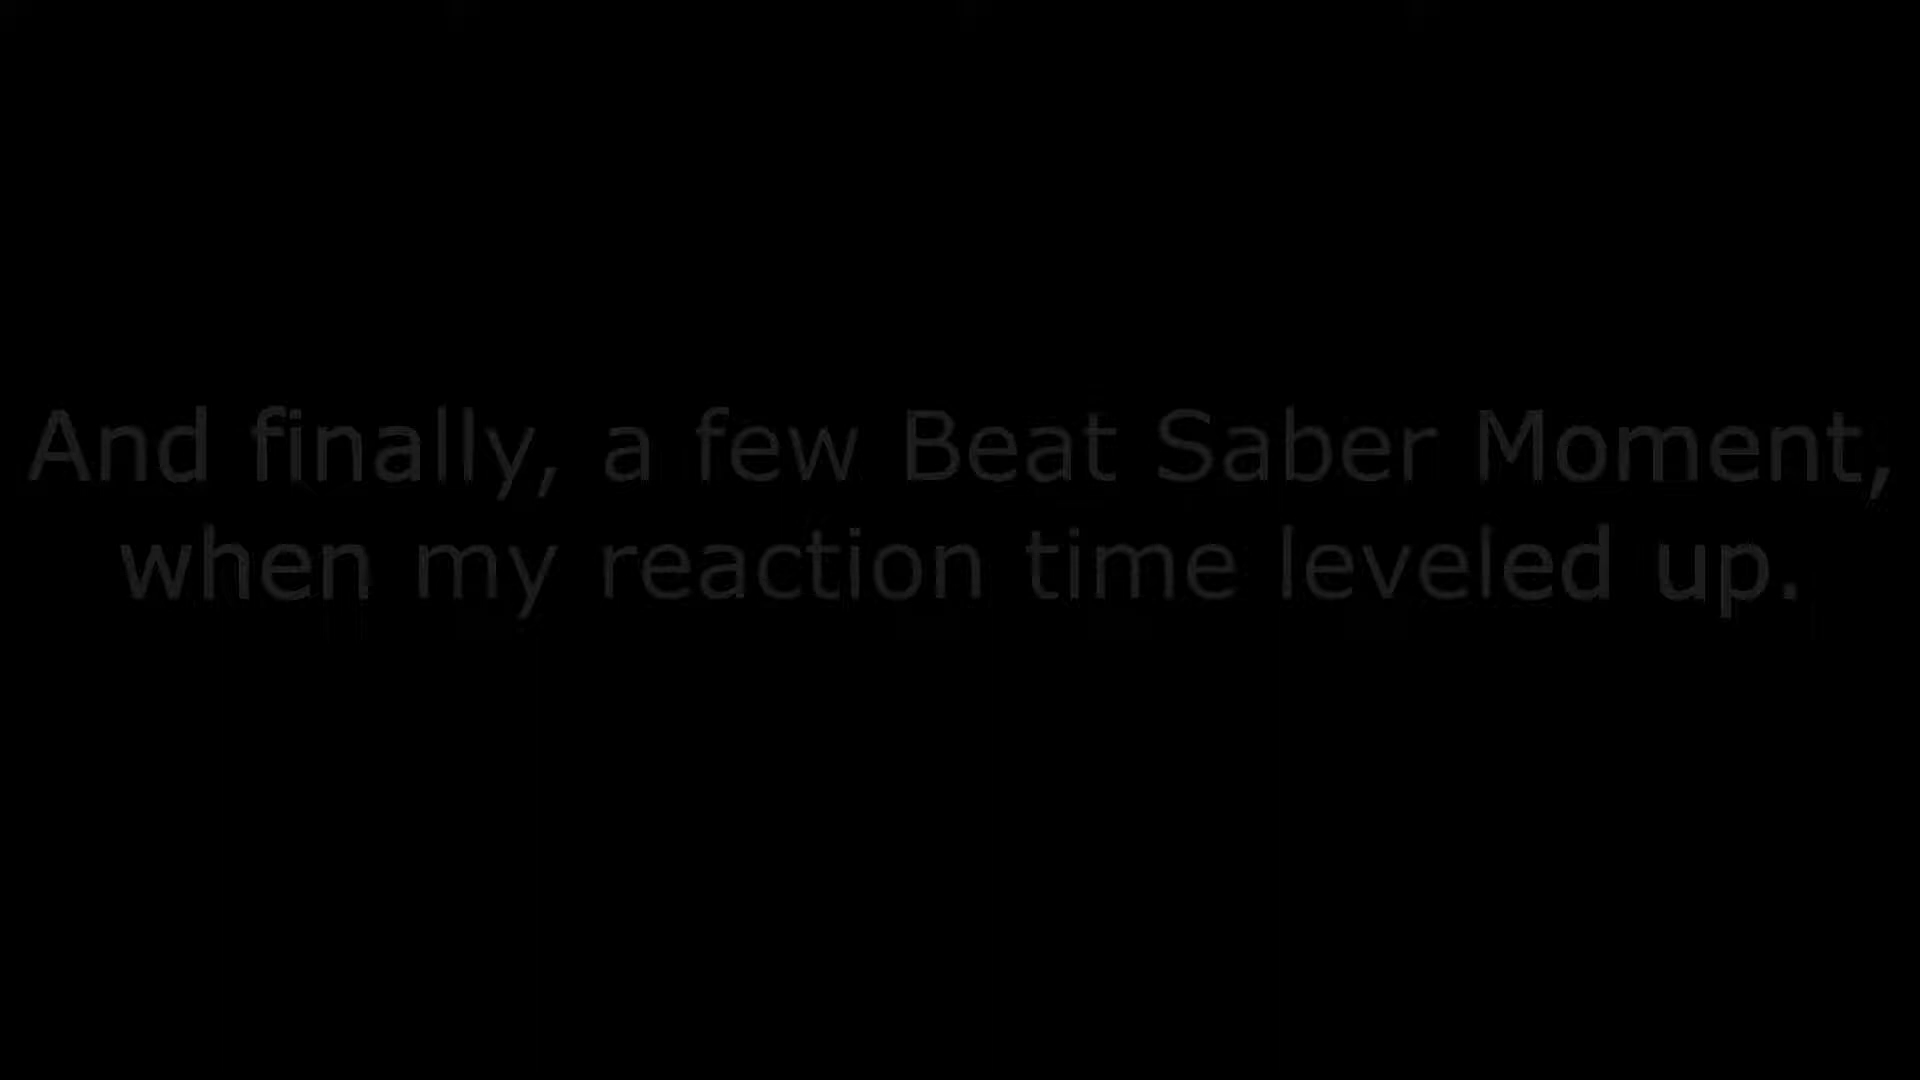 And finally, a few Beat Saber Moment,
when my reaction time leveled up.